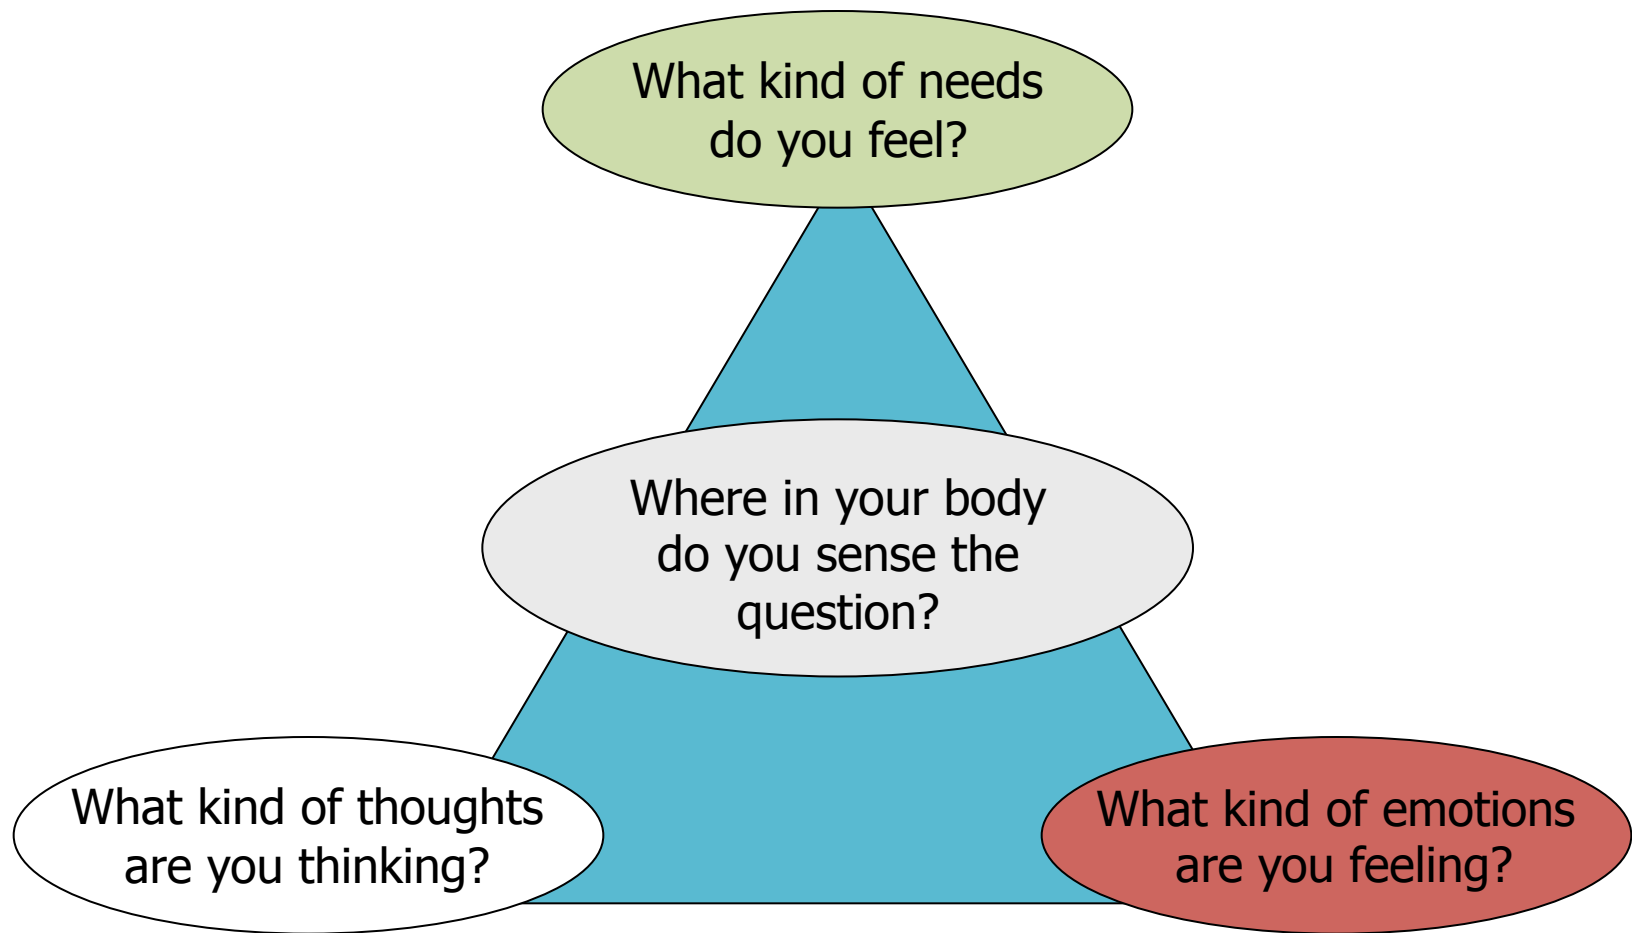 What kind of needs
do you feel?
Where in your body
do you sense the
question?
What kind of thoughts
are you thinking?
What kind of emotions
are you feeling?